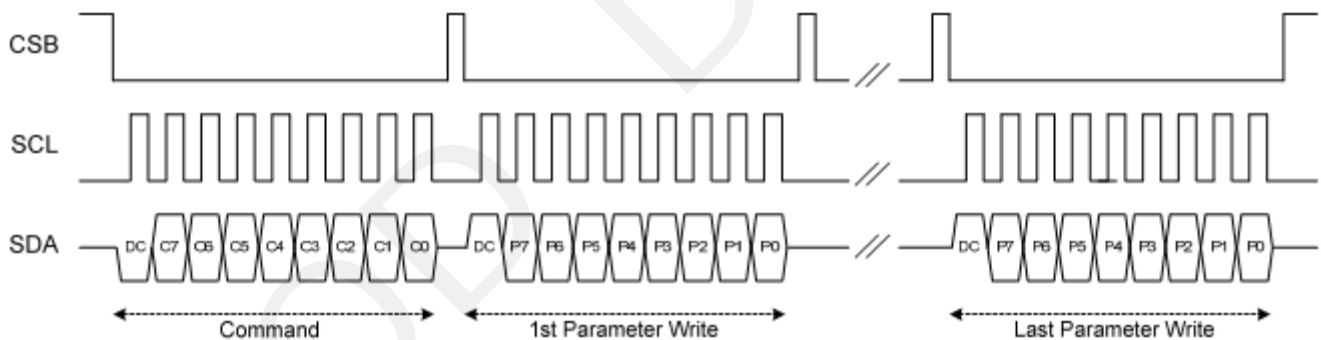 CSB
SCL
SDA DC C7 C6 C5 C4 C3 C2 C1 C0 DC P7 P6 P5 P4 P3 P2 P1 P0 DC P7 P6 P5 P4 P3 P2 P1 P0
Command 1st Parameter Write Last Parameter Write